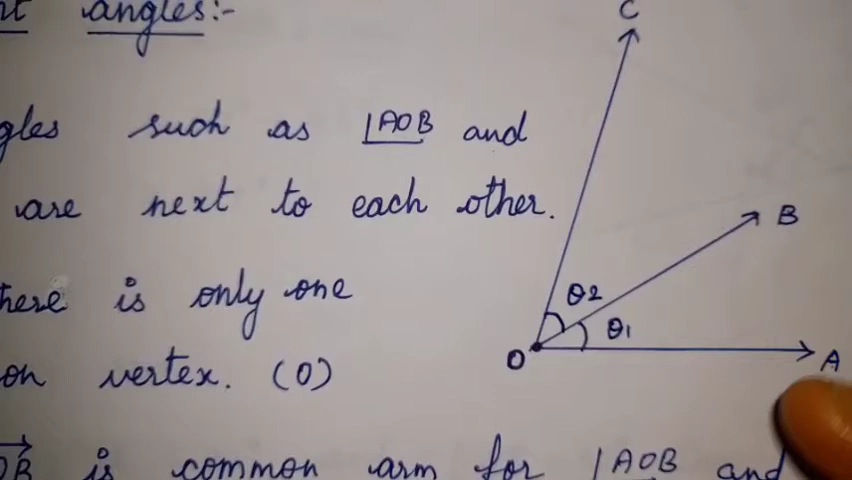 angles:-
such as ∠AOB and
are next to each other.
is only one
vertex. (O)
is common arm for ∠AOB and
C
B
θ2
θ1
O
A